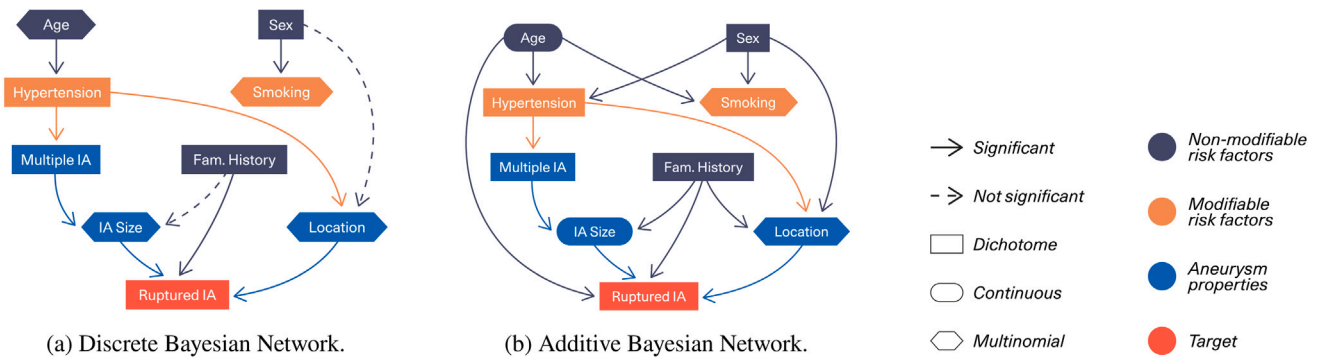 Age
Sex
Hypertension
Smoking
Multiple IA
Fam. History
IA Size
Location
Ruptured IA
(a) Discrete Bayesian Network.
Age
Sex
Hypertension
Smoking
Multiple IA
Fam. History
IA Size
Location
Ruptured IA
(b) Additive Bayesian Network.
Significant
Not significant
Dichotome
Continuous
Multinomial
Non-modifiable
risk factors
Modifiable
risk factors
Aneurysm
properties
Target